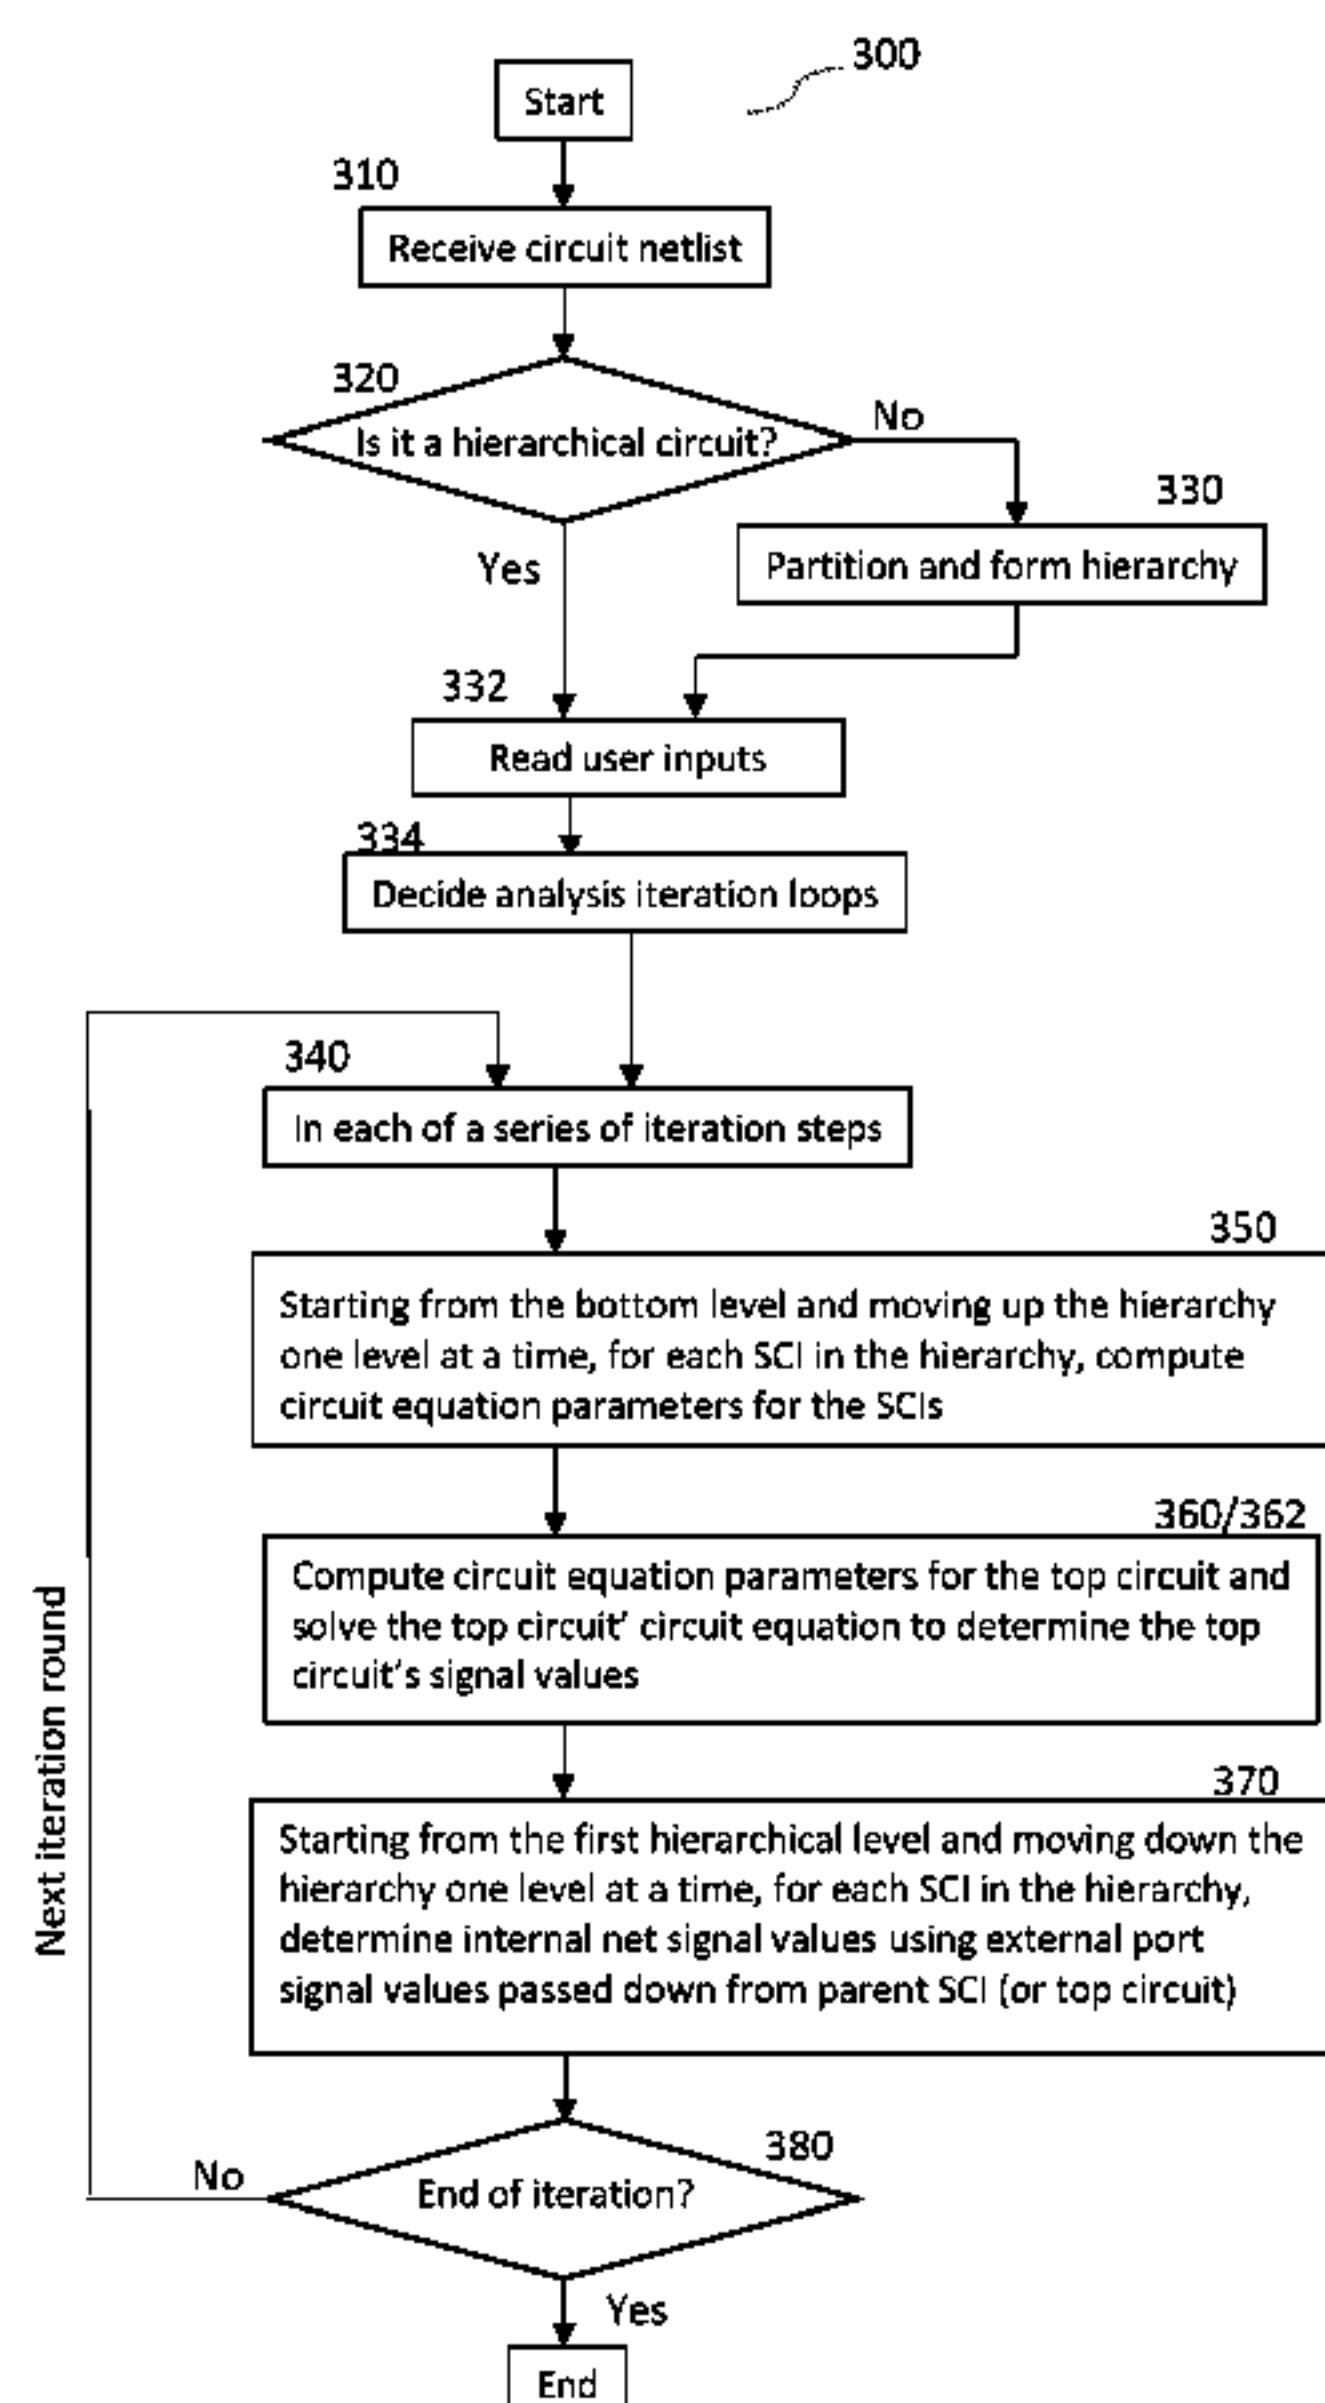 300
Start
310
Receive circuit netlist
320
Is it a hierarchical circuit?
No
330
Partition and form hierarchy
Yes
332
Read user inputs
334
Decide analysis iteration loops
340
In each of a series of iteration steps
350
Starting from the bottom level and moving up the hierarchy
one level at a time, for each SCI in the hierarchy, compute
circuit equation parameters for the SCIs
360/362
Compute circuit equation parameters for the top circuit and
solve the top circuit' circuit equation to determine the top
circuit's signal values
Next iteration round
370
Starting from the first hierarchical level and moving down the
hierarchy one level at a time, for each SCI in the hierarchy,
determine internal net signal values using external port
signal values passed down from parent SCI (or top circuit)
380
No
End of iteration?
Yes
End